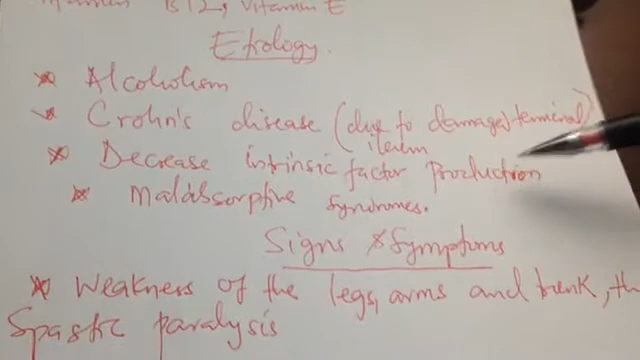 B12, Vitamin E
Etology.
* Alcoholism
* Crohn's disease (due to damage) terminal)
ileum
* Decrease intrinsic factor Production
* Malabsorptive Syndromes.
Signs & Symptoms
* Weakness of the legs, arms and trunk, th
Spastic paralysis